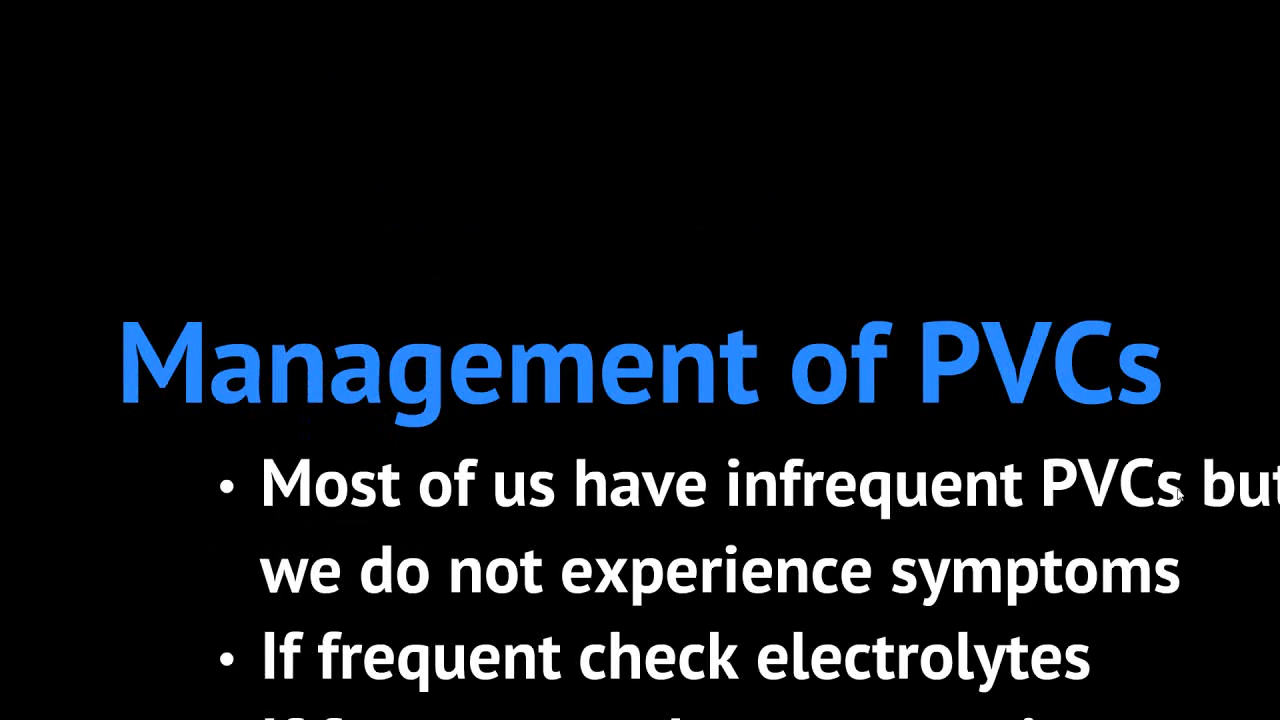 Management of PVCs
• Most of us have infrequent PVCs but
we do not experience symptoms
• If frequent check electrolytes